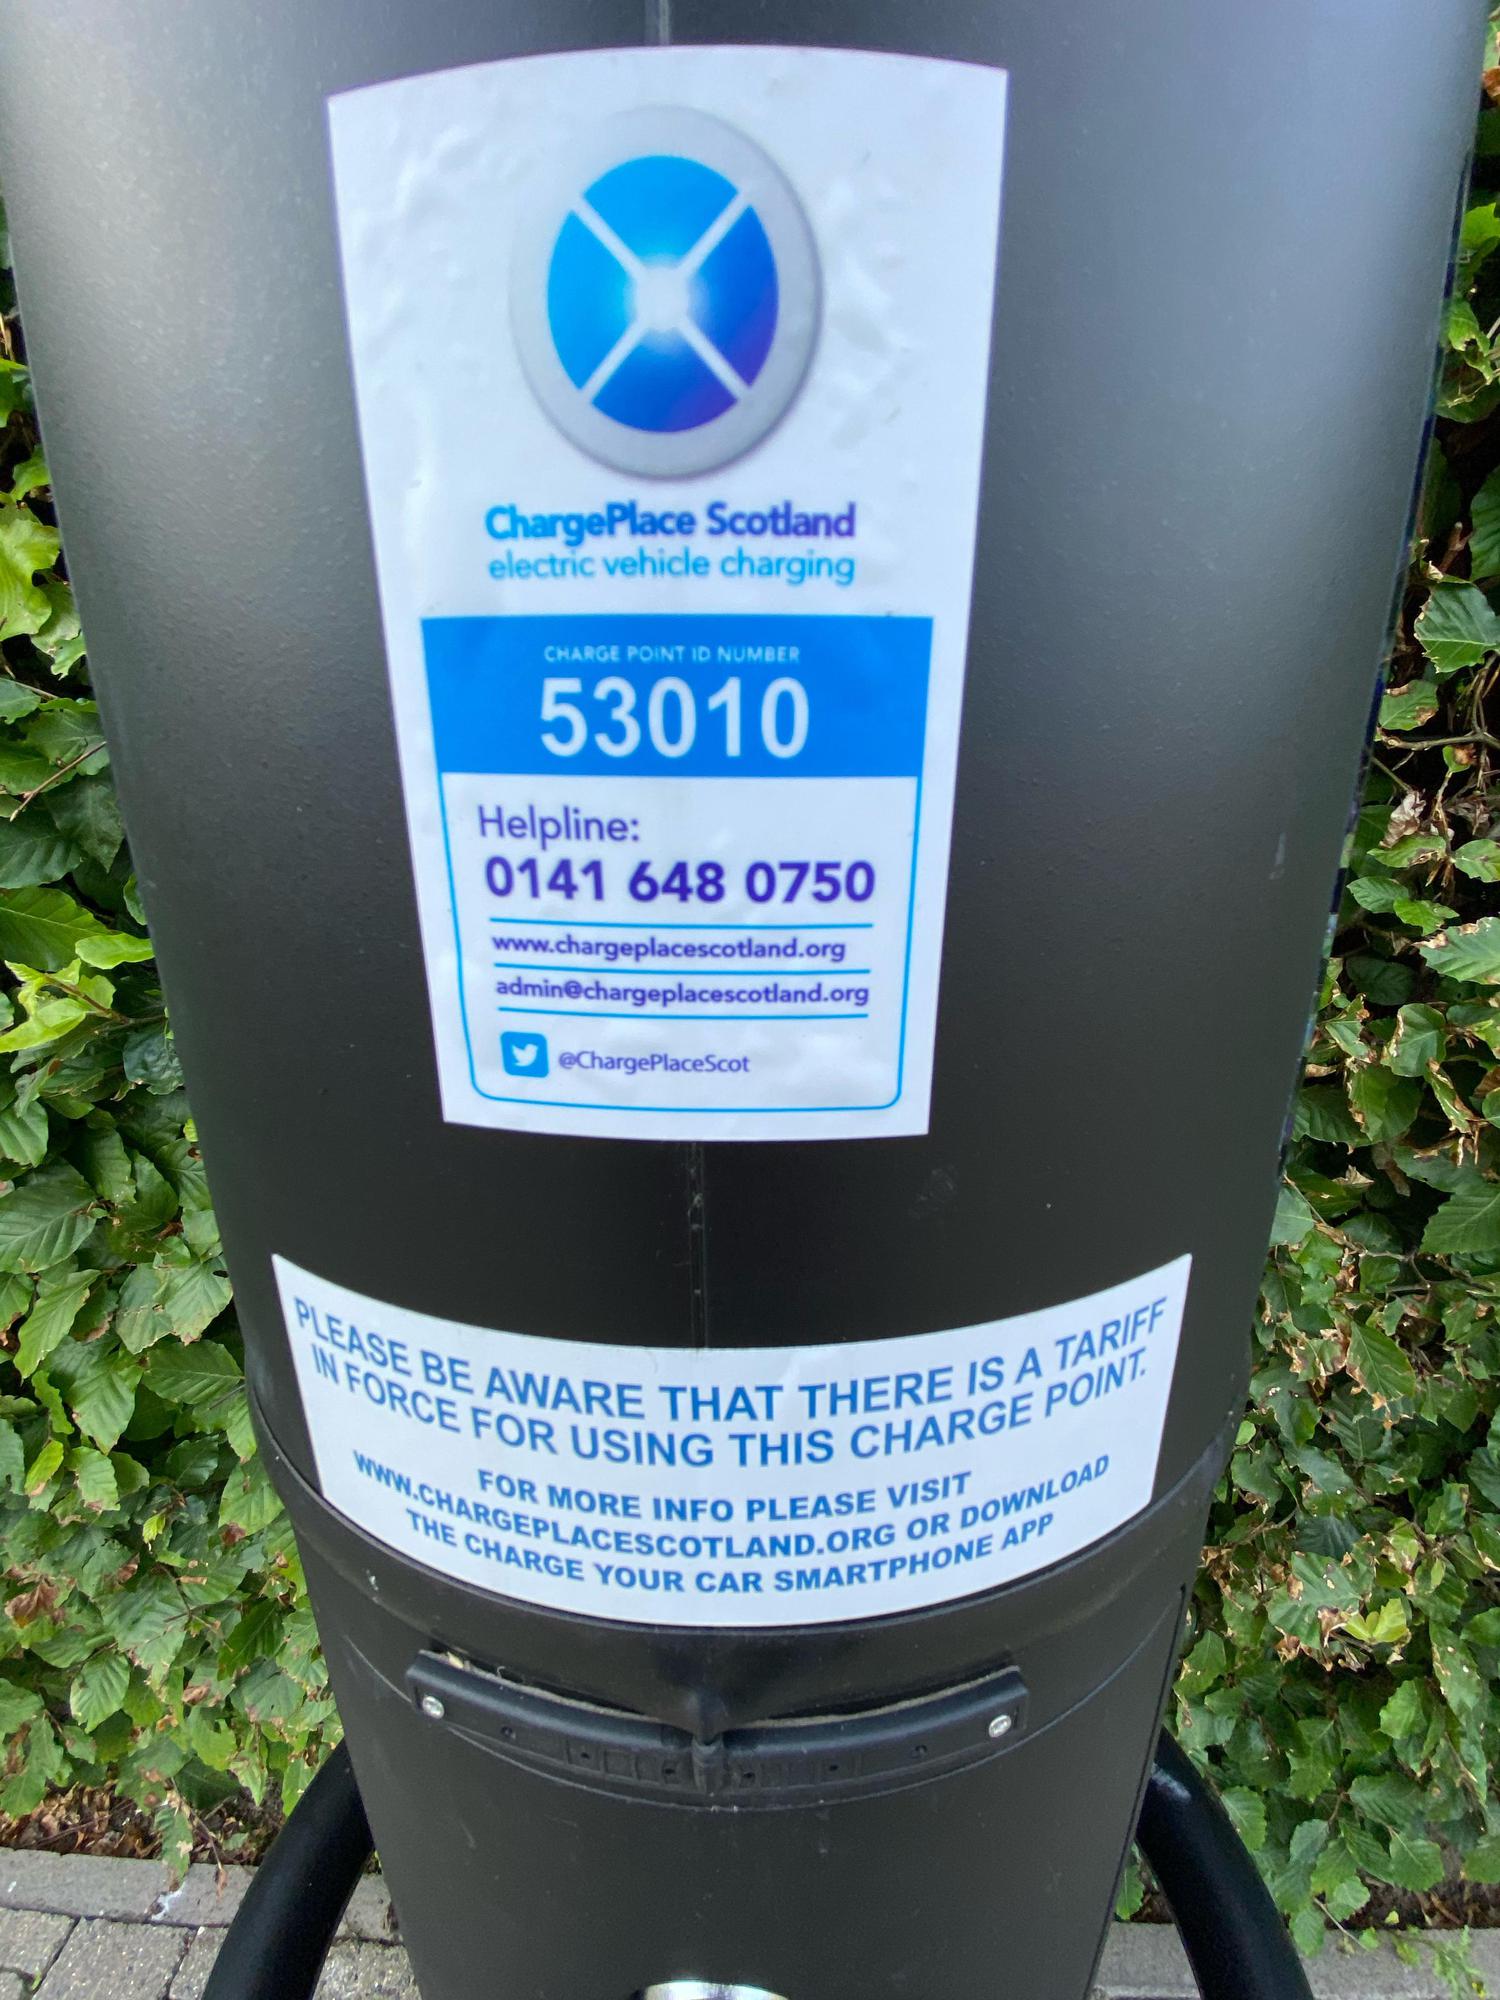 ChargePlace Scotland
electric vehicle charging
CHARGE POINT ID NUMBER
53010
Helpline:
0141 648 0750
www.chargeplacescotland.org
admin@chargeplacescotland.org
@ChargePlaceScot
PLEASE BE AWARE THAT THERE IS A TARIFF
IN FORCE FOR USING THIS CHARGE POINT.
FOR MORE INFO PLEASE VISIT
WWW.CHARGEPLACESCOTLAND.ORG OR DOWNLOAD
THE CHARGE YOUR CAR SMARTPHONE APP